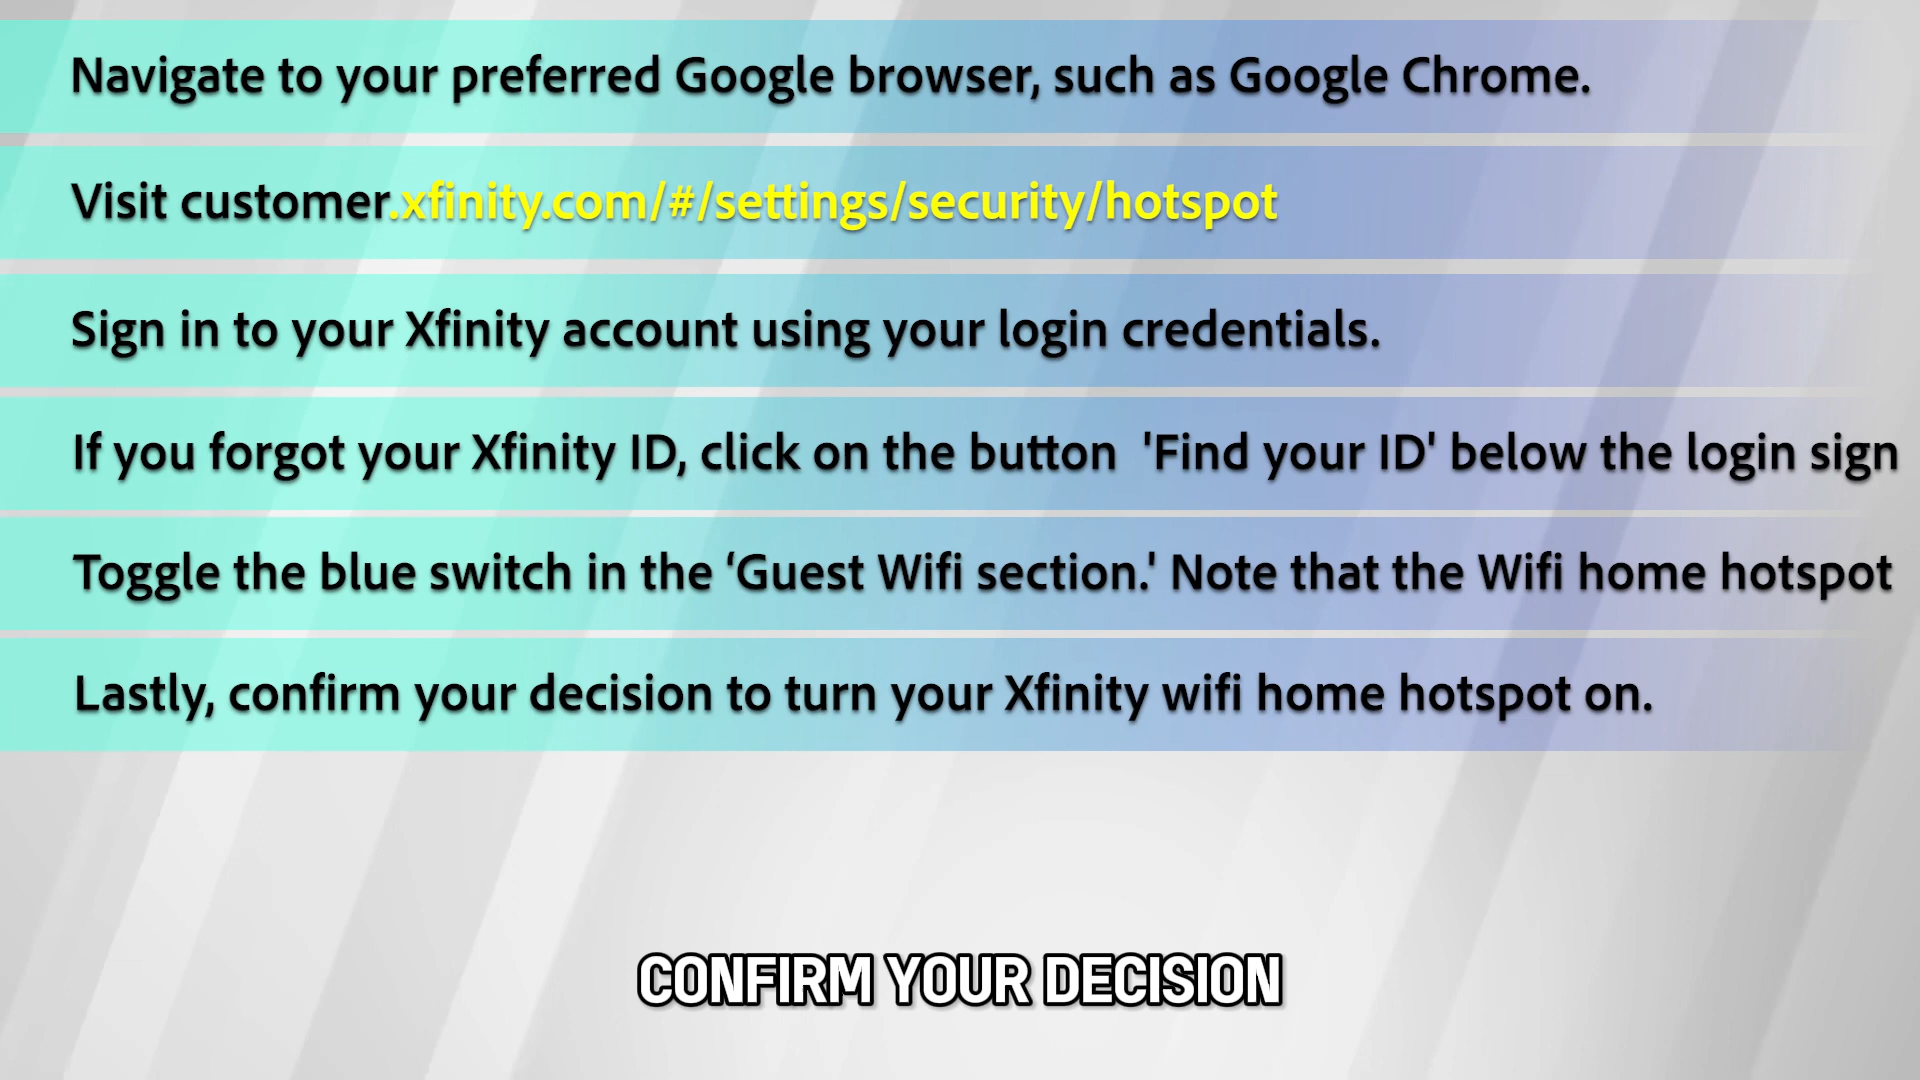 Navigate to your preferred Google browser, such as Google Chrome.
Visit customer.xfinity.com/#/settings/security/hotspot
Sign in to your Xfinity account using your login credentials.
If you forgot your Xfinity ID, click on the button  'Find your ID' below the login sign
Toggle the blue switch in the ‘Guest Wifi section.' Note that the Wifi home hotspot
Lastly, confirm your decision to turn your Xfinity wifi home hotspot on.
CONFIRM YOUR DECISION